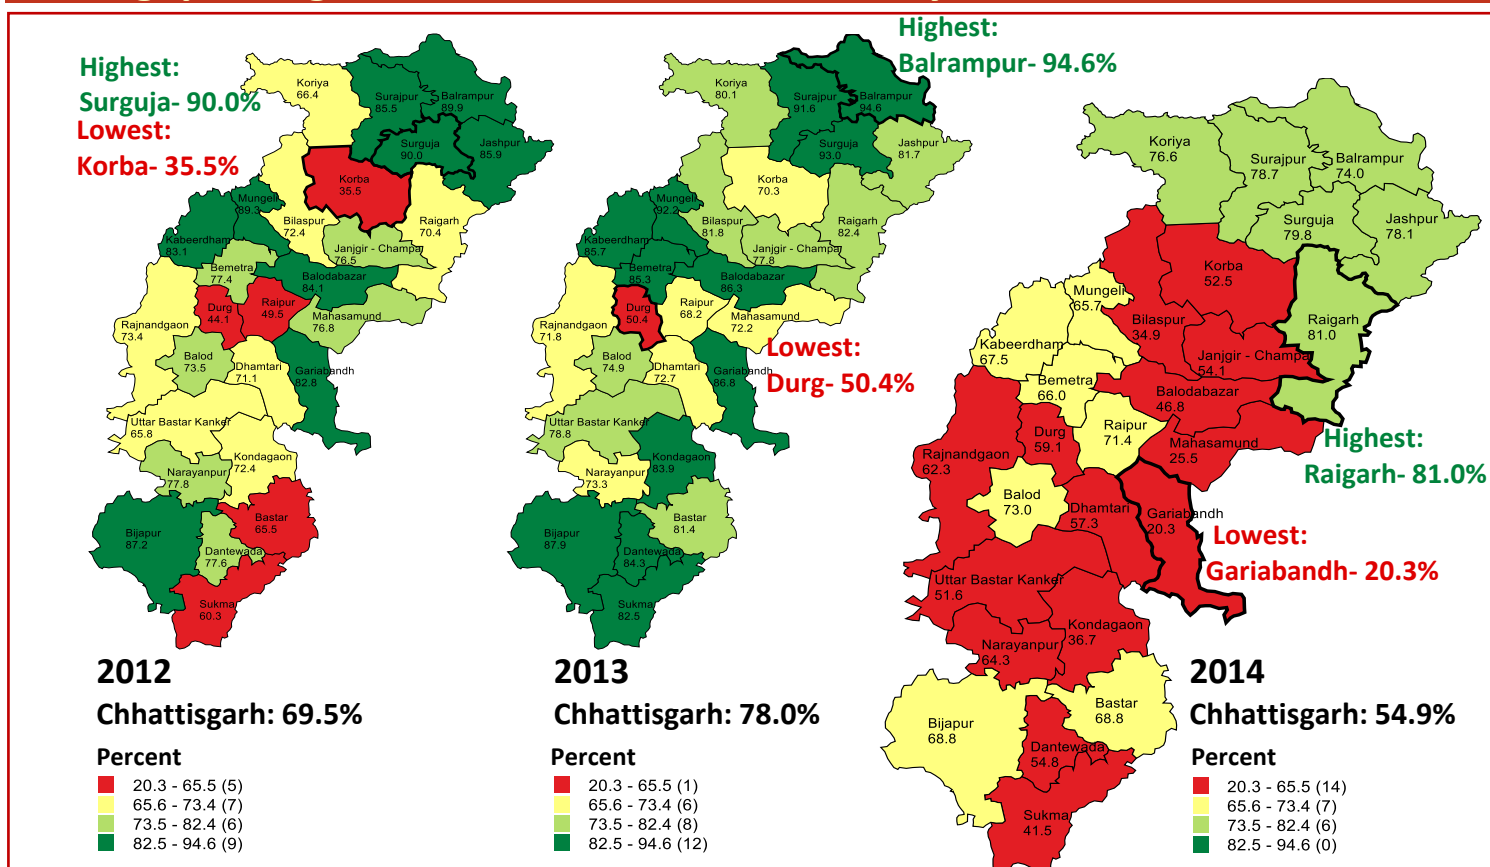 Highest:
Surguja- 90.0%
Lowest:
Korba- 35.5%
Koriya
66.4
Surajpur
85.5
Balrampur
89.9
Surguja
90.0
Jashpur
85.9
Korba
35.5
Mungeli
89.3
Bilaspur
72.4
Raigarh
70.4
Kabeerdham
83.1
Janjgir - Champa
76.5
Bemetra
77.4
Balodabazar
84.1
Durg
44.1
Raipur
49.5
Mahasamund
76.8
Rajnandgaon
73.4
Balod
73.5
Dhamtari
71.1
Gariabandh
82.8
Uttar Bastar Kanker
65.8
Kondagaon
72.4
Narayanpur
77.8
Bastar
65.5
Bijapur
87.2
Dantewada
77.6
Sukma
60.3
2012
Chhattisgarh: 69.5%
Percent
20.3 - 65.5 (5)
65.6 - 73.4 (7)
73.5 - 82.4 (6)
82.5 - 94.6 (9)
Highest:
Balrampur- 94.6%
Koriya
80.1
Surajpur
91.6
Balrampur
94.6
Surguja
93.0
Jashpur
81.7
Korba
70.3
Mungeli
92.2
Bilaspur
81.8
Raigarh
82.4
Kabeerdham
85.7
Janjgir - Champa
77.8
Bemetra
85.3
Balodabazar
86.3
Durg
50.4
Raipur
68.2
Mahasamund
72.2
Rajnandgaon
71.8
Balod
74.9
Dhamtari
72.7
Gariabandh
86.8
Lowest:
Durg- 50.4%
Uttar Bastar Kanker
78.8
Kondagaon
83.9
Narayanpur
73.3
Bastar
81.4
Bijapur
87.9
Dantewada
84.3
Sukma
82.5
2013
Chhattisgarh: 78.0%
Percent
20.3 - 65.5 (1)
65.6 - 73.4 (6)
73.5 - 82.4 (8)
82.5 - 94.6 (12)
Koriya
76.6
Surajpur
78.7
Balrampur
74.0
Surguja
79.8
Jashpur
78.1
Korba
52.5
Mungeli
65.7
Bilaspur
34.9
Raigarh
81.0
Kabeerdham
67.5
Janjgir - Champa
54.1
Bemetra
66.0
Balodabazar
46.8
Durg
59.1
Raipur
71.4
Mahasamund
25.5
Highest:
Raigarh- 81.0%
Rajnandgaon
62.3
Balod
73.0
Dhamtari
57.3
Gariabandh
20.3
Lowest:
Gariabandh- 20.3%
Uttar Bastar Kanker
51.6
Kondagaon
36.7
Narayanpur
64.3
Bastar
68.8
Bijapur
68.8
Dantewada
54.8
Sukma
41.5
2014
Chhattisgarh: 54.9%
Percent
20.3 - 65.5 (14)
65.6 - 73.4 (7)
73.5 - 82.4 (6)
82.5 - 94.6 (0)